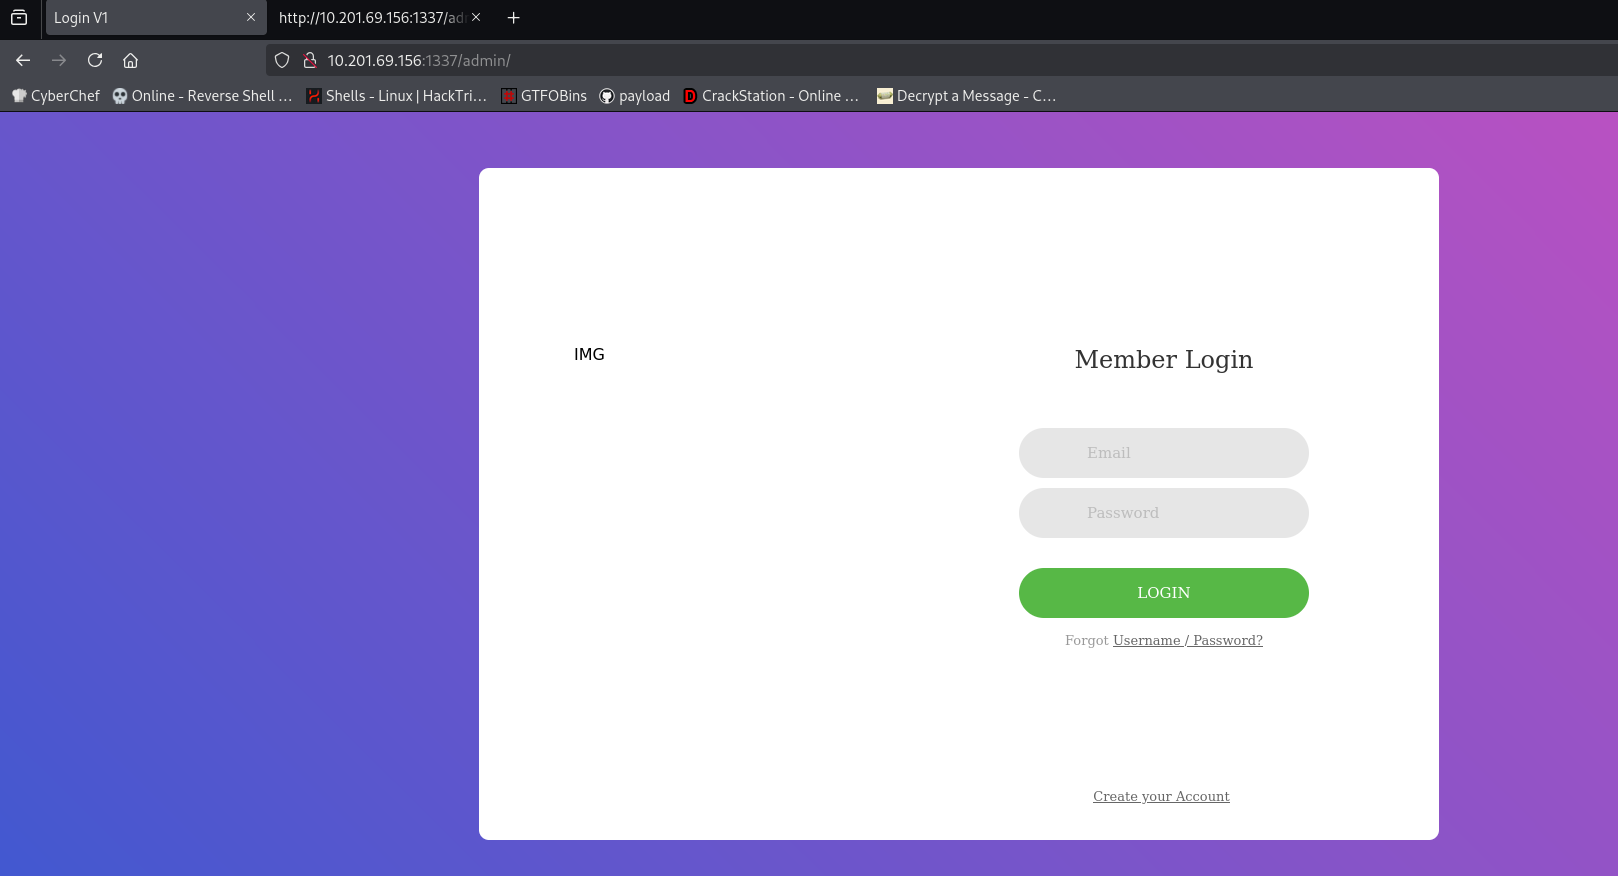 Login V1
http://10.201.69.156:1337/ad
10.201.69.156:1337/admin/
CyberChef Online - Reverse Shell ... Shells - Linux | HackTri... GTFOBins payload CrackStation - Online ... Decrypt a Message - C...
IMG
Member Login
Email
Password
LOGIN
Forgot Username / Password?
Create your Account